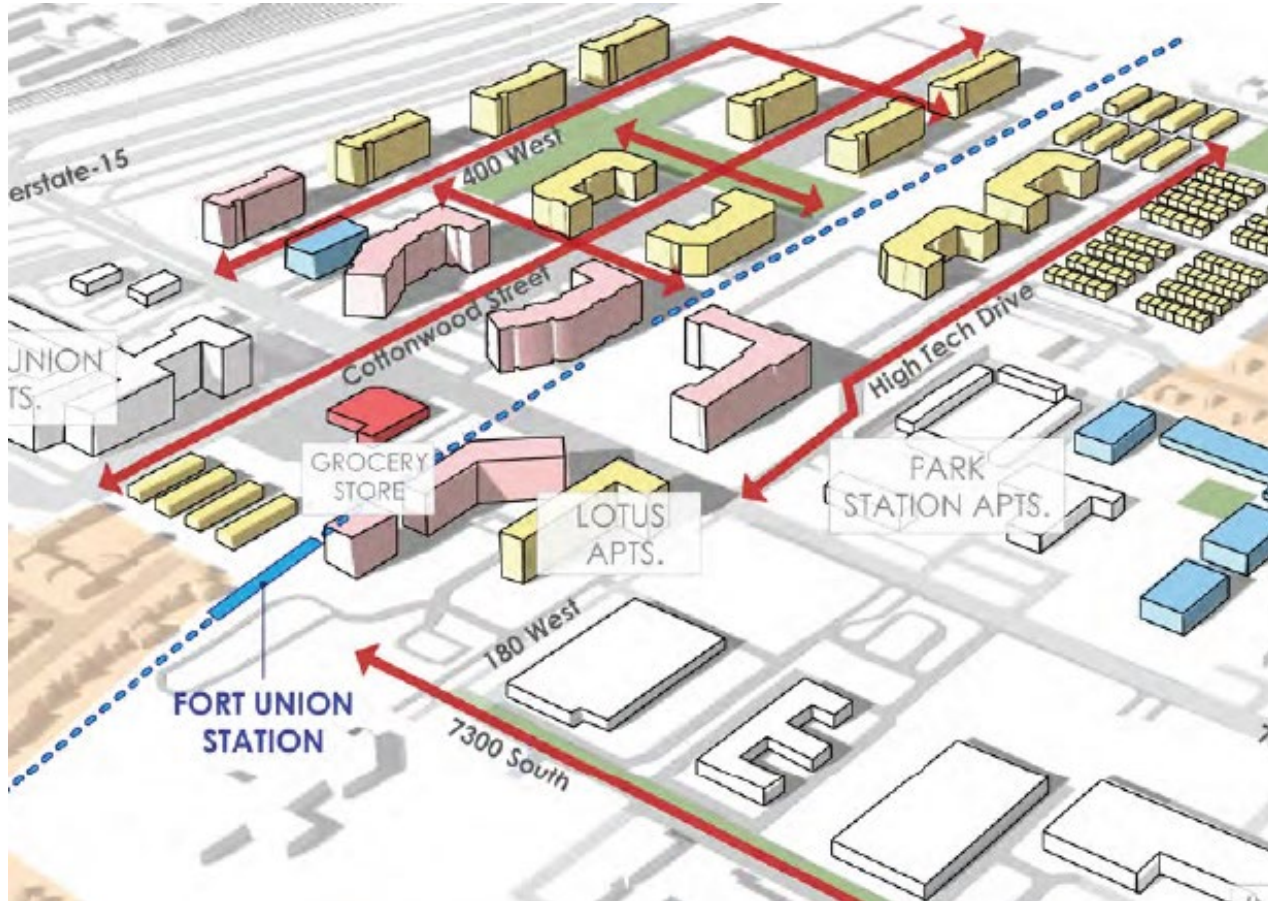 erstate-15
400 West
Cottonwood Street
High Tech Drive
UNION
TS.
GROCERY
STORE
LOTUS
APTS.
PARK
STATION APTS.
180 West
FORT UNION
STATION
7300 South
7